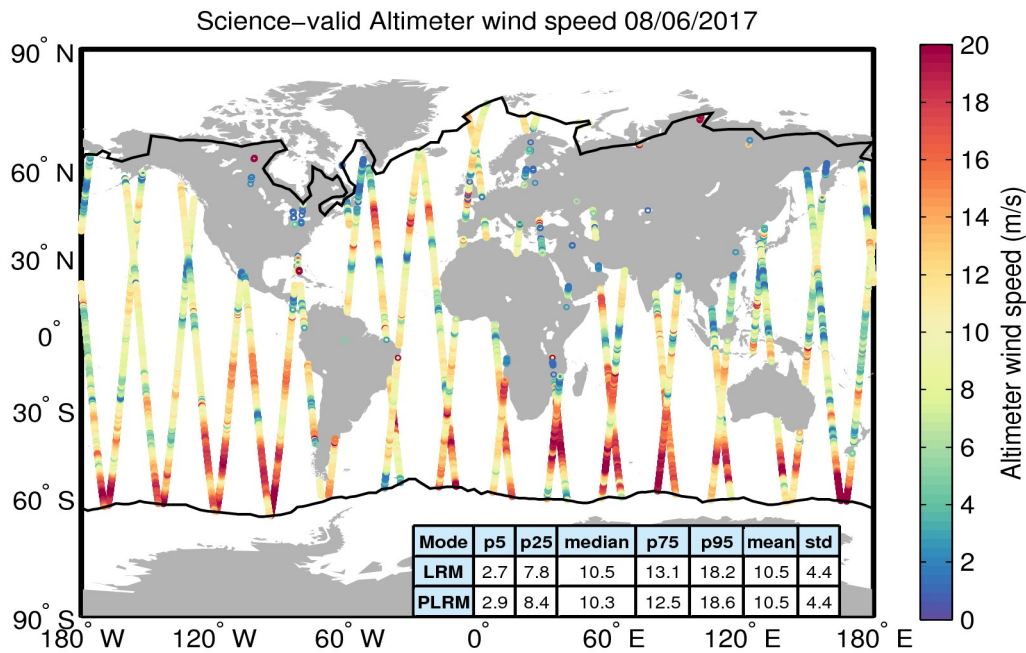 Science−valid Altimeter wind speed 08/06/2017
90° N
60° N
30° N
0°
30° S
60° S
90° S
180° W
120° W
60° W
0°
60° E
120° E
180° E
Mode p5 p25 median p75 p95 mean std
LRM 2.7 7.8 10.5 13.1 18.2 10.5 4.4
PLRM 2.9 8.4 10.3 12.5 18.6 10.5 4.4
20
18
16
14
12
10
8
6
4
2
0
Altimeter wind speed (m/s)